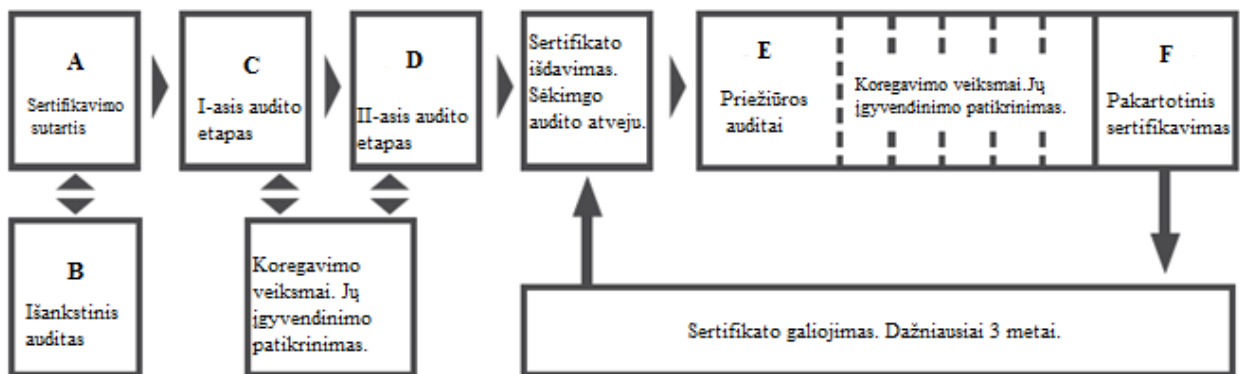 A
Sertifikavimo
sutartis
C
I-asis audito
etapas
D
II-asis audito
etapas
Sertifikato
išdavimas.
Sėkimgo
audito atveju.
E
Priežiūros
auditai
Koregavimo veiksmai.Jų
įgyvendinimo patikrinimas.
F
Pakartotinis
sertifikavimas
B
Išankstinis
auditas
Koregavimo
veiksmai. Jų
įgyvendinimo
patikrinimas.
Sertifikato galiojimas. Dažniausiai 3 metai.